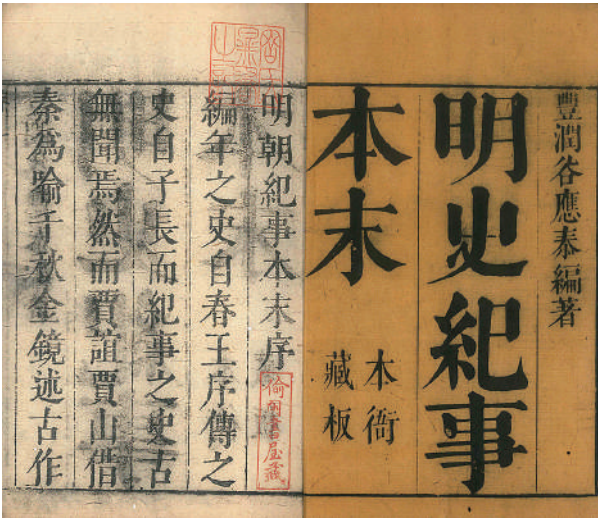 豐潤谷應泰編著
明史紀事
本末
本衙
藏板
明朝紀事本末序
編年之史自春王序傳之
史自子長而紀事之史古
無聞焉然而賈誼賈山借
秦為喻千秋金鏡述古作